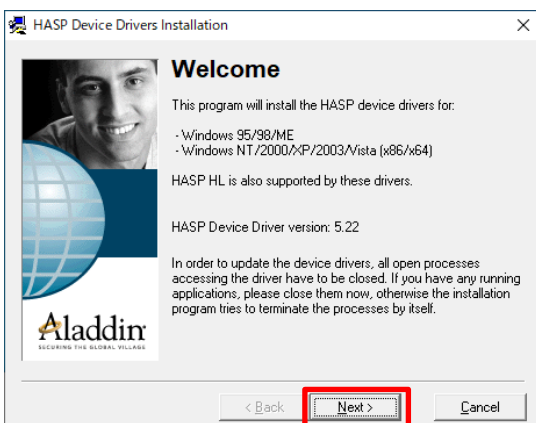 HASP Device Drivers Installation
Welcome
This program will install the HASP device drivers for:
- Windows 95/98/ME
- Windows NT/2000/XP/2003/Vista (x86/x64)
HASP HL is also supported by these drivers.
HASP Device Driver version: 5.22
In order to update the device drivers, all open processes
accessing the driver have to be closed. If you have any running
applications, please close them now, otherwise the installation
program tries to terminate the processes by itself.
Aladdin
SECURING THE GLOBAL VILLAGE
< Back
Next >
Cancel